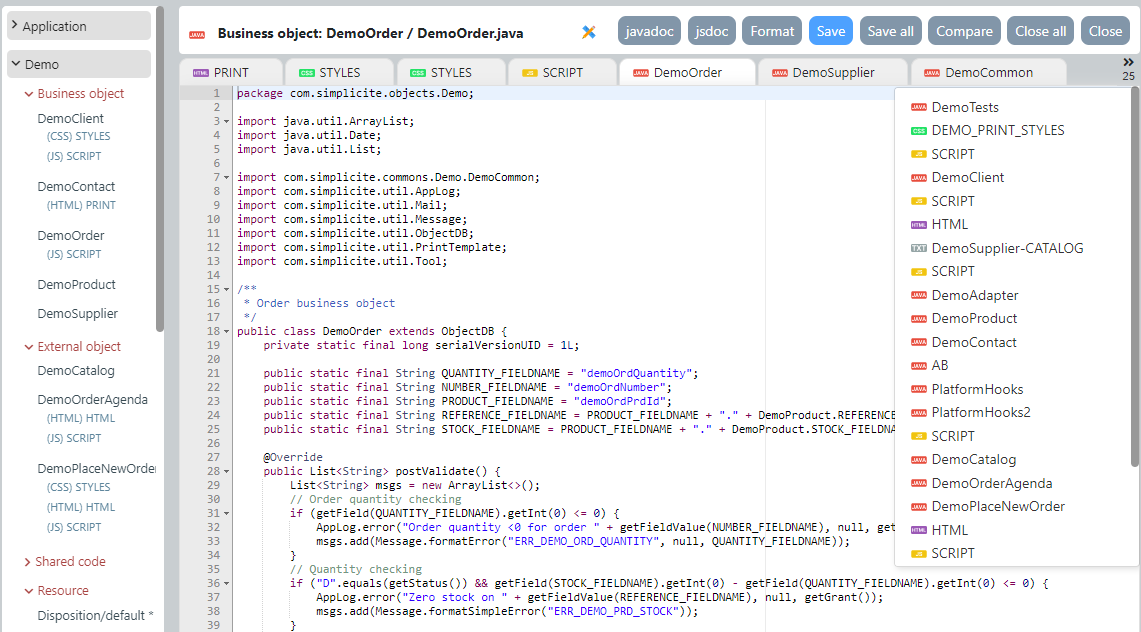 Application
Demo
Business object
DemoClient
(CSS) STYLES
(JS) SCRIPT
DemoContact
(HTML) PRINT
DemoOrder
(JS) SCRIPT
DemoProduct
DemoSupplier
External object
DemoCatalog
DemoOrderAgenda
(HTML) HTML
(JS) SCRIPT
DemoPlaceNewOrder
(CSS) STYLES
(HTML) HTML
(JS) SCRIPT
Shared code
Resource
Disposition/default *
JAVA Business object: DemoOrder / DemoOrder.java
javadoc jsdoc Format Save Save all Compare Close all Close
HTML PRINT CSS STYLES CSS STYLES JS SCRIPT JAVA DemoOrder JAVA DemoSupplier JAVA DemoCommon » 25
1 package com.simplicite.objects.Demo;
2
3 import java.util.ArrayList;
4 import java.util.Date;
5 import java.util.List;
6
7 import com.simplicite.commons.Demo.DemoCommon;
8 import com.simplicite.util.AppLog;
9 import com.simplicite.util.Mail;
10 import com.simplicite.util.Message;
11 import com.simplicite.util.ObjectDB;
12 import com.simplicite.util.PrintTemplate;
13 import com.simplicite.util.Tool;
14
15 /**
16 * Order business object
17 */
18 public class DemoOrder extends ObjectDB {
19 private static final long serialVersionUID = 1L;
20
21 public static final String QUANTITY_FIELDNAME = "demoOrdQuantity";
22 public static final String NUMBER_FIELDNAME = "demoOrdNumber";
23 public static final String PRODUCT_FIELDNAME = "demoOrdPrdId";
24 public static final String REFERENCE_FIELDNAME = PRODUCT_FIELDNAME + "." + DemoProduct.REFERENCE
25 public static final String STOCK_FIELDNAME = PRODUCT_FIELDNAME + "." + DemoProduct.STOCK_FIELDNA
26
27 @Override
28 public List<String> postValidate() {
29 List<String> msgs = new ArrayList<>();
30 // Order quantity checking
31 if (getField(QUANTITY_FIELDNAME).getInt(0) <= 0) {
32 AppLog.error("Order quantity <0 for order " + getFieldValue(NUMBER_FIELDNAME), null, get
33 msgs.add(Message.formatError("ERR_DEMO_ORD_QUANTITY", null, QUANTITY_FIELDNAME));
34 }
35 // Quantity checking
36 if ("D".equals(getStatus()) && getField(STOCK_FIELDNAME).getInt(0) - getField(QUANTITY_FIELDNAME).getInt(0) <= 0) {
37 AppLog.error("Zero stock on " + getFieldValue(REFERENCE_FIELDNAME), null, getGrant());
38 msgs.add(Message.formatSimpleError("ERR_DEMO_PRD_STOCK"));
39 }
JAVA DemoTests
CSS DEMO_PRINT_STYLES
JS SCRIPT
JAVA DemoClient
JS SCRIPT
HTML HTML
TXT DemoSupplier-CATALOG
JS SCRIPT
JAVA DemoAdapter
JAVA DemoProduct
JAVA DemoContact
JAVA AB
JAVA PlatformHooks
JAVA PlatformHooks2
JS SCRIPT
JAVA DemoCatalog
JAVA DemoOrderAgenda
JAVA DemoPlaceNewOrder
HTML HTML
JS SCRIPT